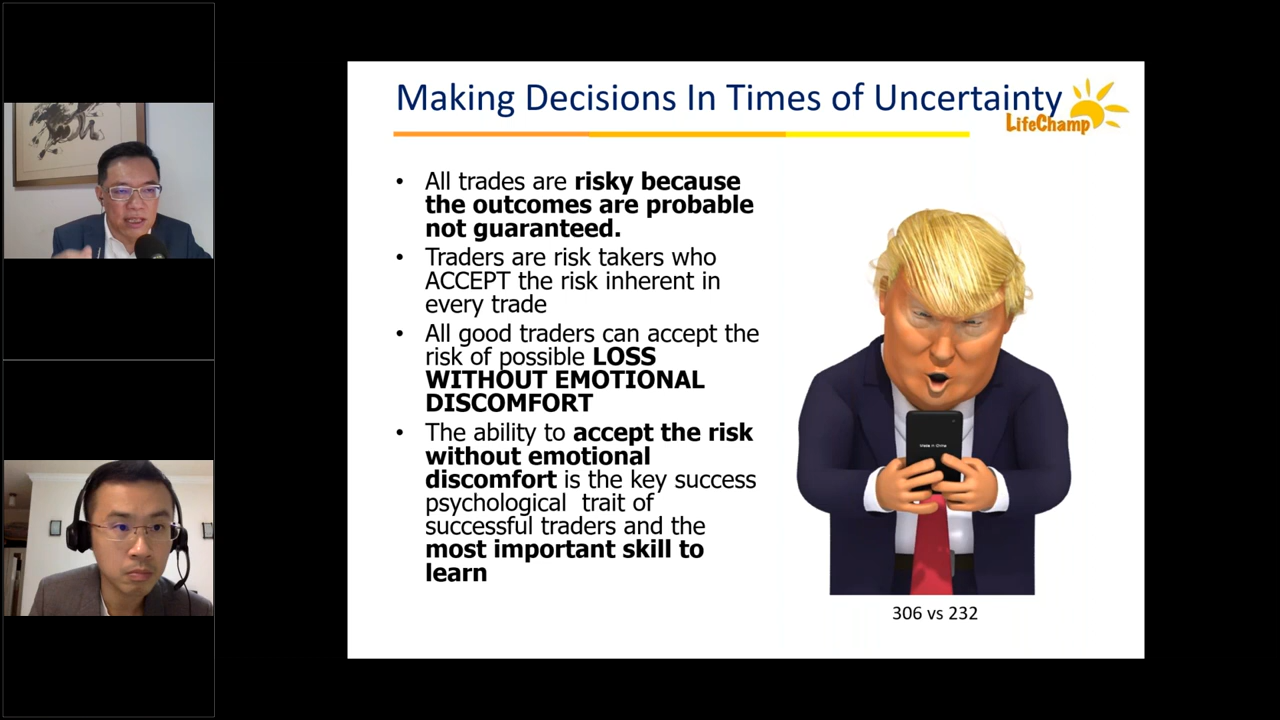 Making Decisions In Times of Uncertainty
LifeChamp
• All trades are risky because
the outcomes are probable
not guaranteed.
• Traders are risk takers who
ACCEPT the risk inherent in
every trade
• All good traders can accept the
risk of possible LOSS
WITHOUT EMOTIONAL
DISCOMFORT
• The ability to accept the risk
without emotional
discomfort is the key success
psychological trait of
successful traders and the
most important skill to
learn
Made in China
306 vs 232